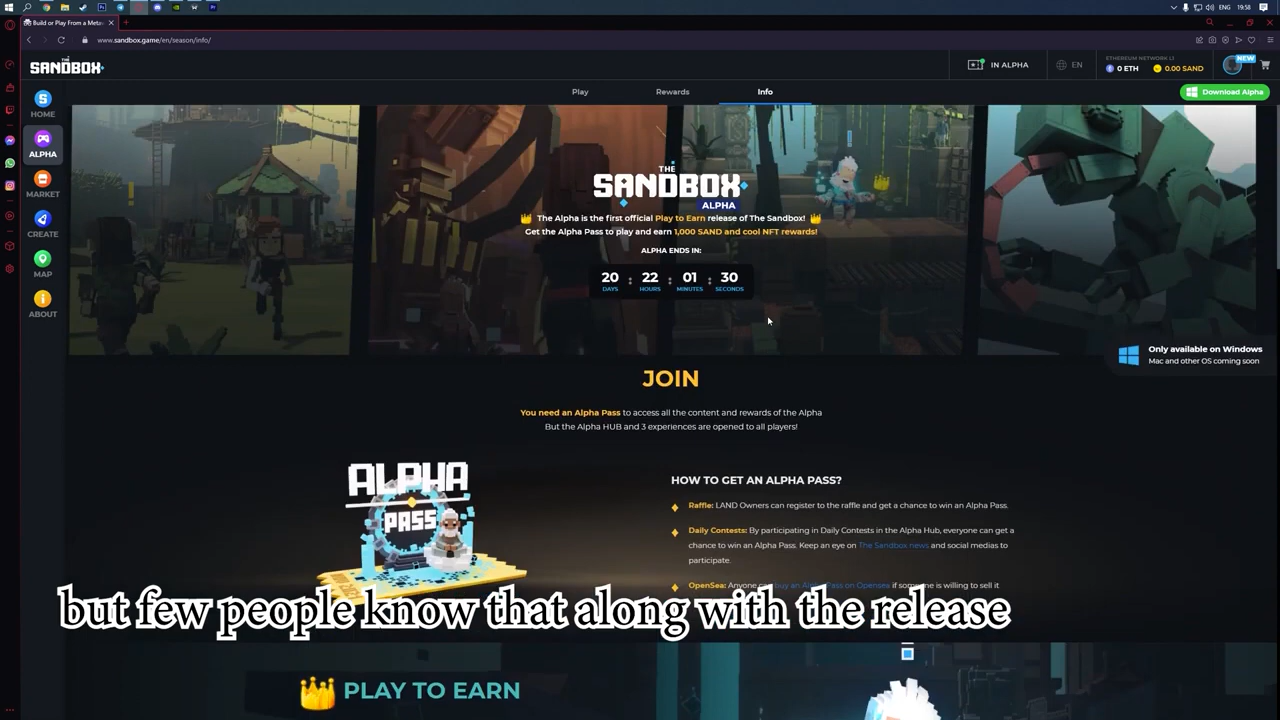 ENG
19:58
Build or Play From a Meta
www.sandbox.game/en/season/info/
THE
SANDBOX
IN ALPHA
EN
ETHEREUM NETWORK L1
0 ETH
0.00 SAND
NEW
Play
Rewards
Info
Download Alpha
HOME
ALPHA
MARKET
CREATE
MAP
ABOUT
THE
SANDBOX
ALPHA
The Alpha is the first official Play to Earn release of The Sandbox!
Get the Alpha Pass to play and earn 1,000 SAND and cool NFT rewards!
ALPHA ENDS IN:
20 : 22 : 01 : 30
DAYS HOURS MINUTES SECONDS
Only available on Windows
Mac and other OS coming soon
JOIN
You need an Alpha Pass to access all the content and rewards of the Alpha
But the Alpha HUB and 3 experiences are opened to all players!
ALPHA
PASS
HOW TO GET AN ALPHA PASS?
Raffle: LAND Owners can register to the raffle and get a chance to win an Alpha Pass.
Daily Contests: By participating in Daily Contests in the Alpha Hub, everyone can get a
chance to win an Alpha Pass. Keep an eye on The Sandbox news and social medias to
participate.
OpenSea: Anyone can buy an Alpha Pass on Opensea if someone is willing to sell it
but few people know that along with the release
PLAY TO EARN